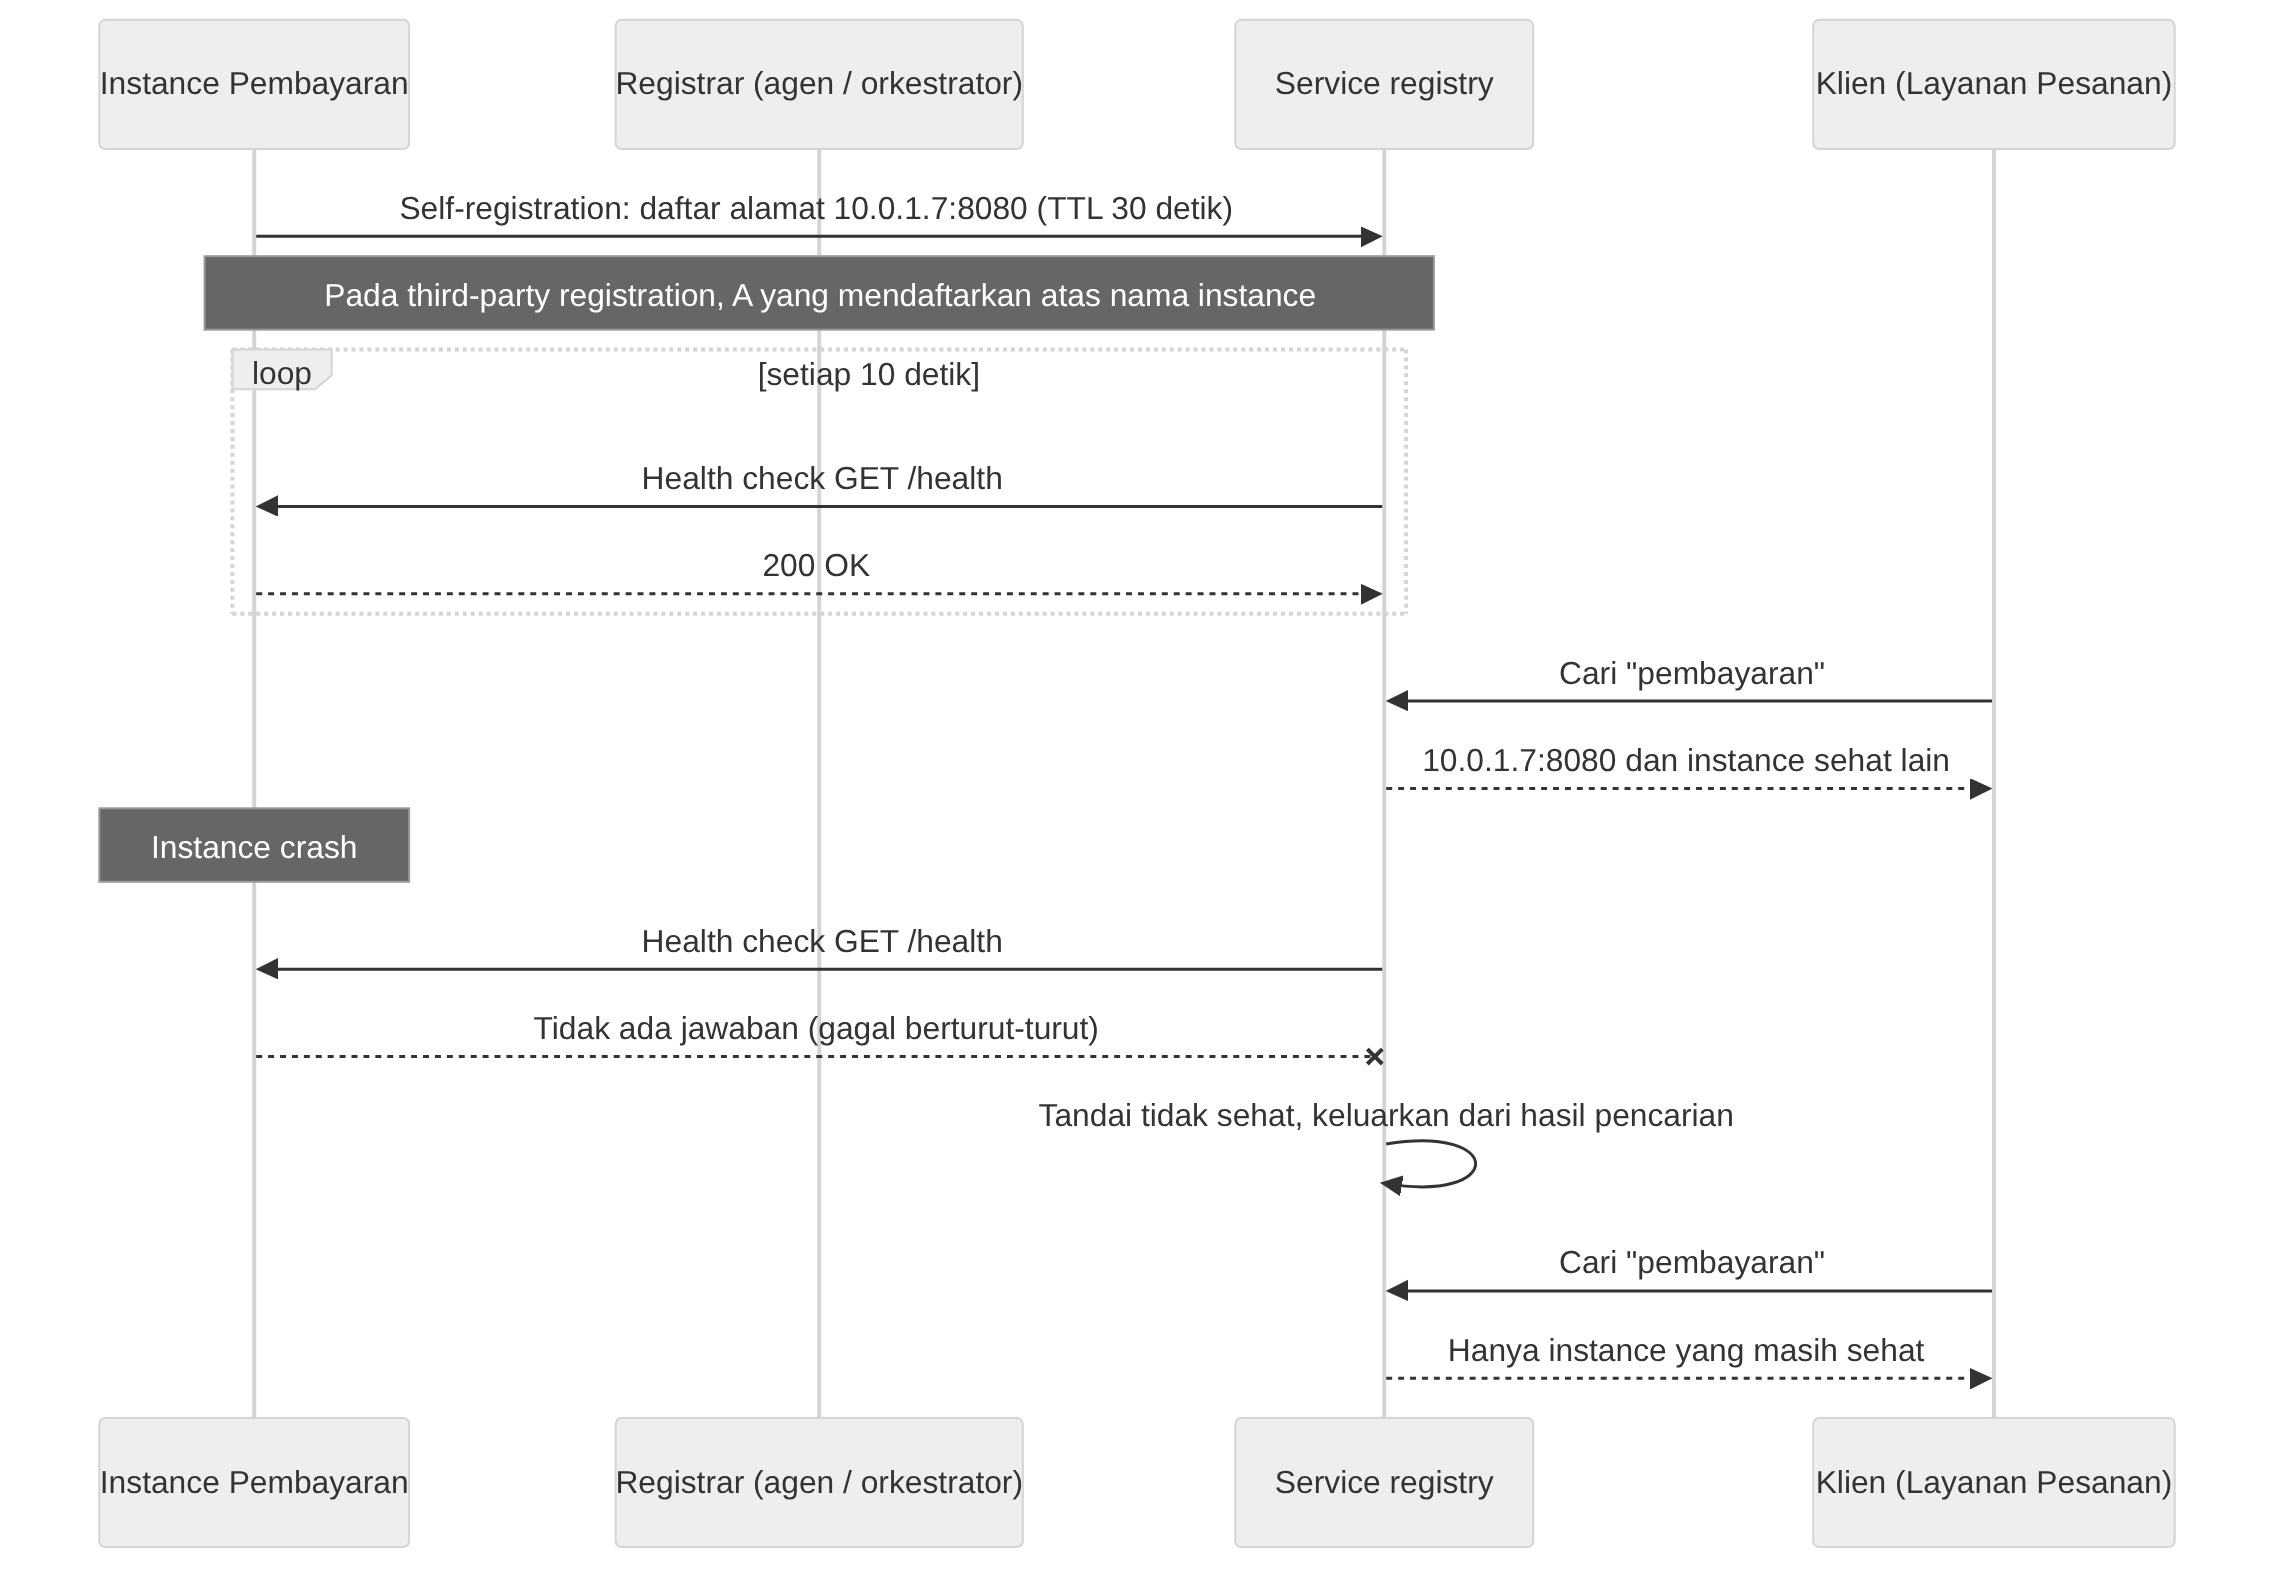 Instance Pembayaran
Registrar (agen / orkestrator)
Service registry
Klien (Layanan Pesanan)
Self-registration: daftar alamat 10.0.1.7:8080 (TTL 30 detik)
Pada third-party registration, A yang mendaftarkan atas nama instance
loop
[setiap 10 detik]
Health check GET /health
200 OK
Cari "pembayaran"
10.0.1.7:8080 dan instance sehat lain
Instance crash
Health check GET /health
Tidak ada jawaban (gagal berturut-turut)
Tandai tidak sehat, keluarkan dari hasil pencarian
Cari "pembayaran"
Hanya instance yang masih sehat
Instance Pembayaran
Registrar (agen / orkestrator)
Service registry
Klien (Layanan Pesanan)